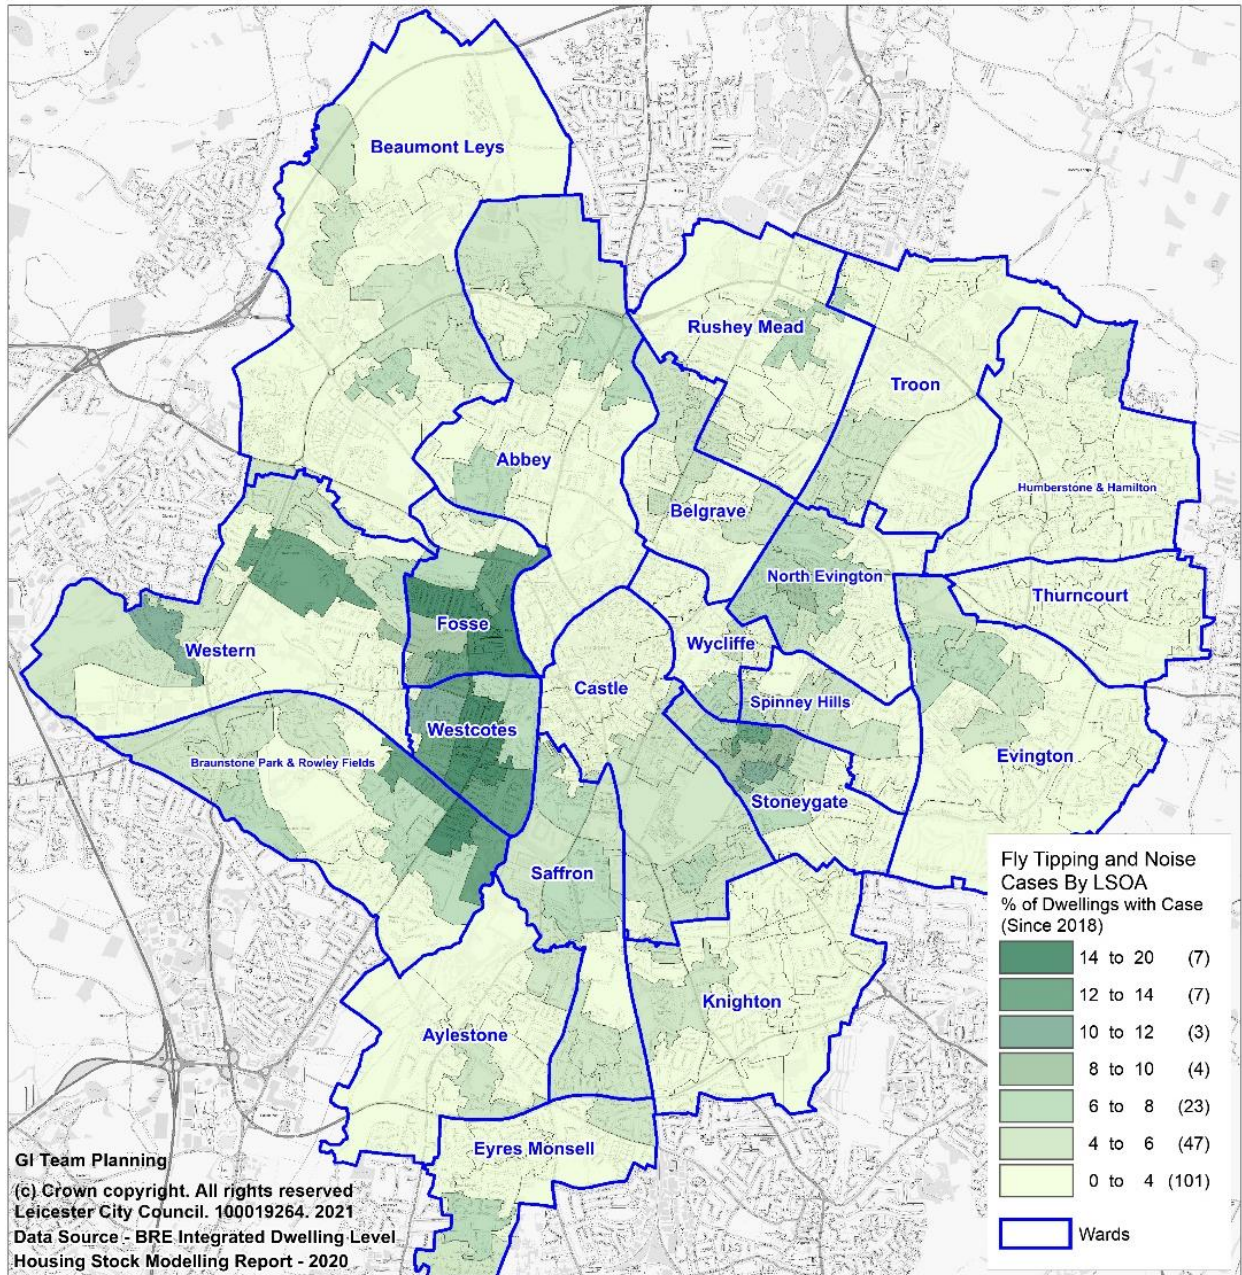 Beaumont Leys
Rushey Mead
Troon
Abbey
Humberstone & Hamilton
Belgrave
North Evington
Thurncourt
Fosse
Wycliffe
Western
Castle
Spinney Hills
Westcotes
Evington
Braunstone Park & Rowley Fields
Stoneygate
Saffron
Knighton
Aylestone
Eyres Monsell
Fly Tipping and Noise
Cases By LSOA
% of Dwellings with Case
(Since 2018)
14 to 20 (7)
12 to 14 (7)
10 to 12 (3)
8 to 10 (4)
6 to 8 (23)
4 to 6 (47)
0 to 4 (101)
Wards
GI Team Planning
(c) Crown copyright. All rights reserved
Leicester City Council. 100019264. 2021
Data Source - BRE Integrated Dwelling Level
Housing Stock Modelling Report - 2020